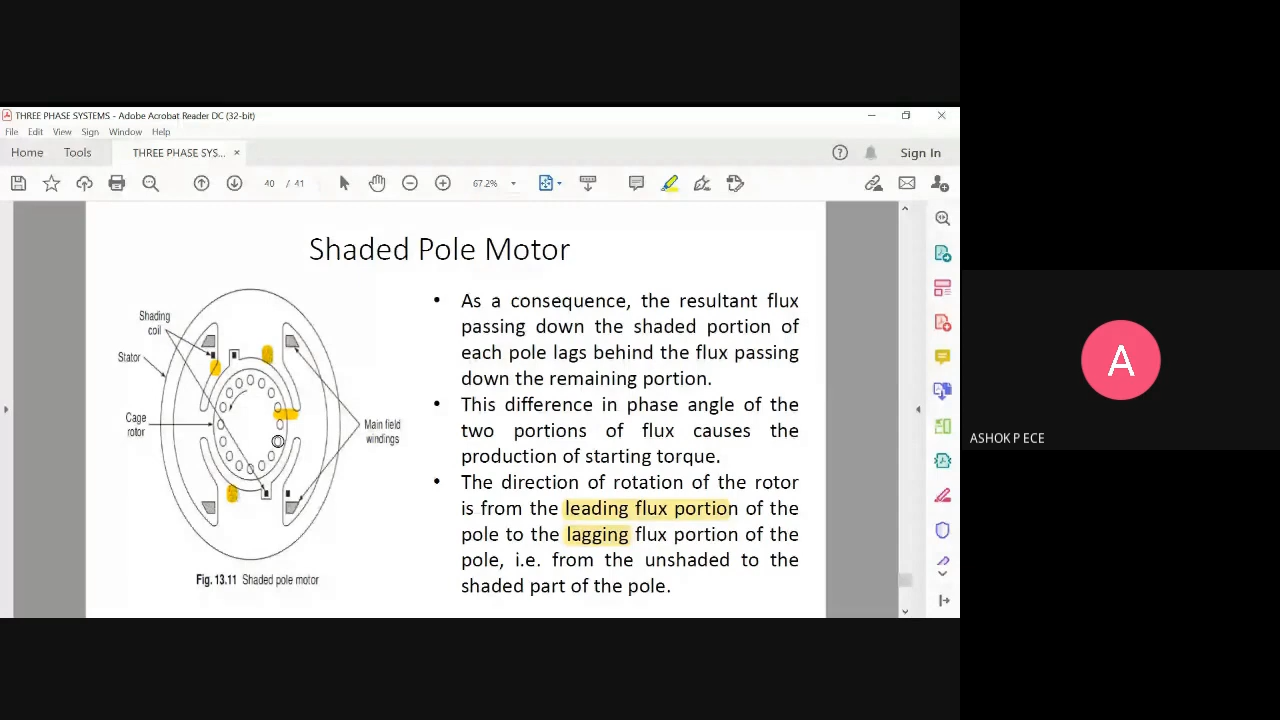 THREE PHASE SYSTEMS - Adobe Acrobat Reader DC (32-bit)
File Edit View Sign Window Help
Home Tools THREE PHASE SYS... × Sign In
40 / 41 67.2%
Shaded Pole Motor
Shading
coil
Stator
Cage
rotor
Main field
windings
Fig. 13.11 Shaded pole motor
• As a consequence, the resultant flux
passing down the shaded portion of
each pole lags behind the flux passing
down the remaining portion.
• This difference in phase angle of the
two portions of flux causes the
production of starting torque.
• The direction of rotation of the rotor
is from the leading flux portion of the
pole to the lagging flux portion of the
pole, i.e. from the unshaded to the
shaded part of the pole.
A
ASHOK P ECE